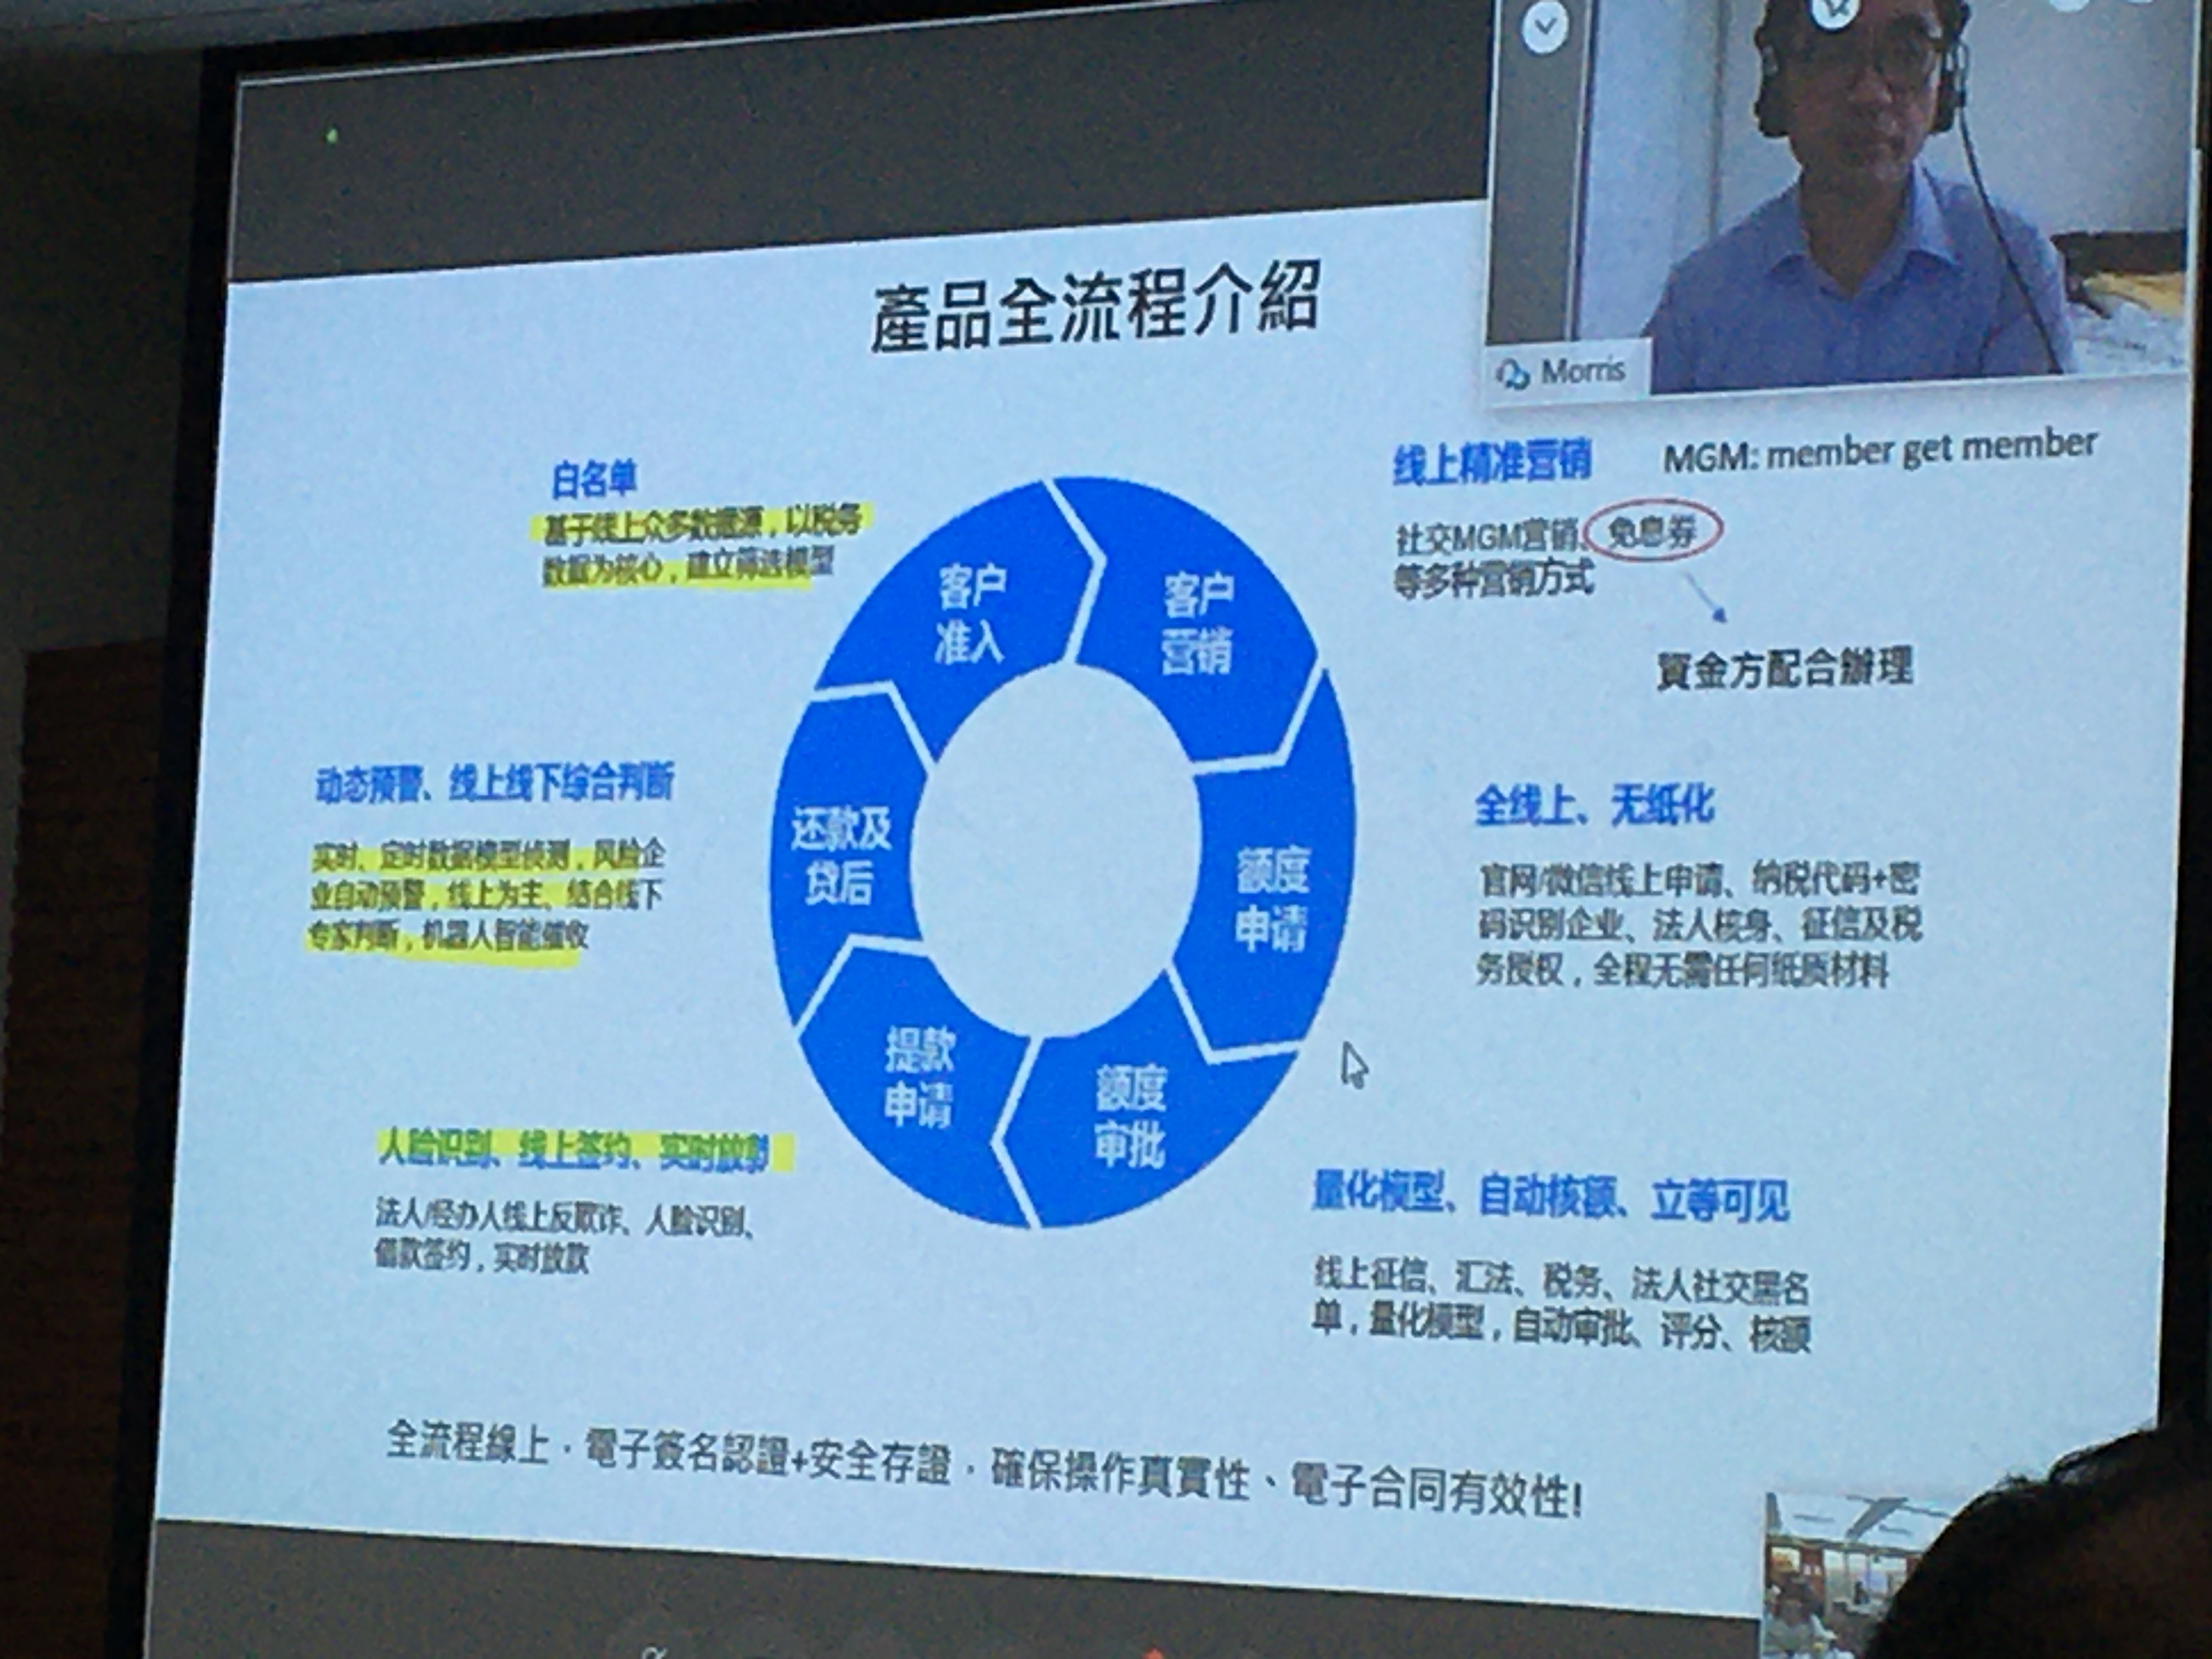 產品全流程介紹
Morris
白名单
基于线上众多数据源，以税务
数据为核心，建立筛选模型
线上精准营销
MGM: member get member
社交MGM营销、免息券
等多种营销方式
資金方配合辦理
客户
准入
客户
营销
额度
申请
额度
审批
提款
申请
还款及
贷后
动态预警、线上线下综合判断
实时、定时数据模型侦测，风险企
业自动预警，线上为主、结合线下
专家判断，机器人智能催收
全线上、无纸化
官网/微信线上申请、纳税代码+密
码识别企业、法人核身、征信及税
务授权，全程无需任何纸质材料
人脸识别、线上签约、实时放款
法人/经办人线上反欺诈、人脸识别、
借款签约，实时放款
量化模型、自动核额、立等可见
线上征信、汇法、税务、法人社交黑名
单，量化模型，自动审批、评分、核额
全流程線上，電子簽名認證+安全存證，確保操作真實性、電子合同有效性!